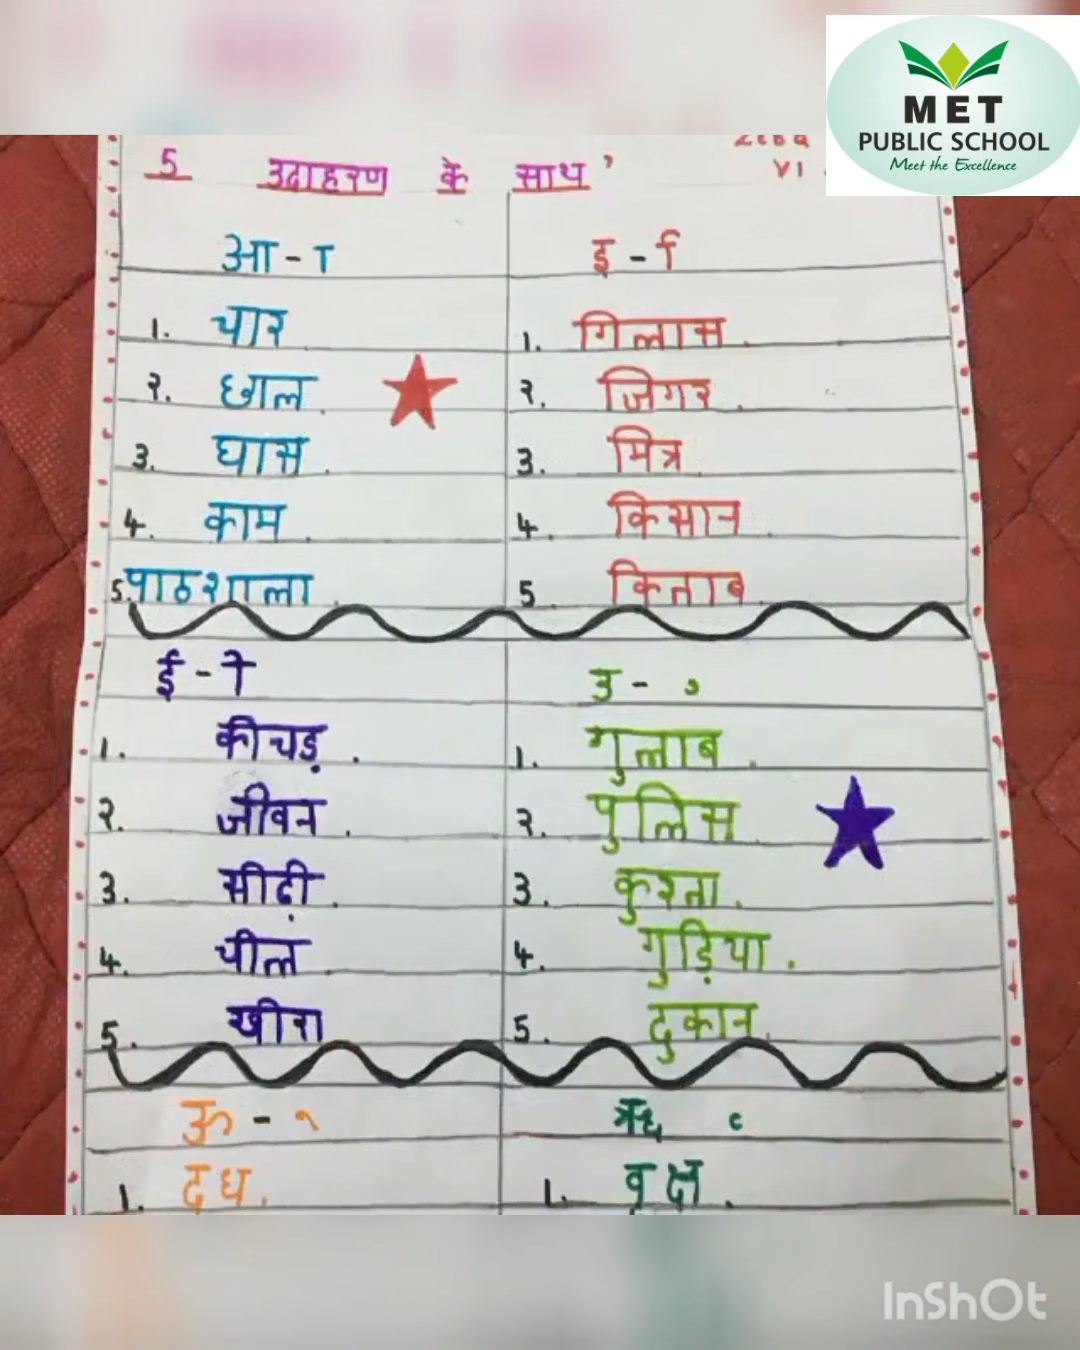 MET
PUBLIC SCHOOL
Meet the Excellence
VI
5 उदाहरण के साथ
आ - ा
इ - ि
1. चार
1. गिलास
२. छाल
२. जिगर
3. घास
3. मित्र
4. काम
4. किसान
5. पाठशाला
5. किताब
ई - ी
उ - ु
1. कीचड़
1. गुलाब
२. जीवन
२. पुलिस
3. सीढ़ी
3. कुरता
4. चील
4. गुड़िया
5. खीरा
5. दुकान
ऊ - ू
ऋ ृ
1. दूध
1. वृक्ष
InShOt